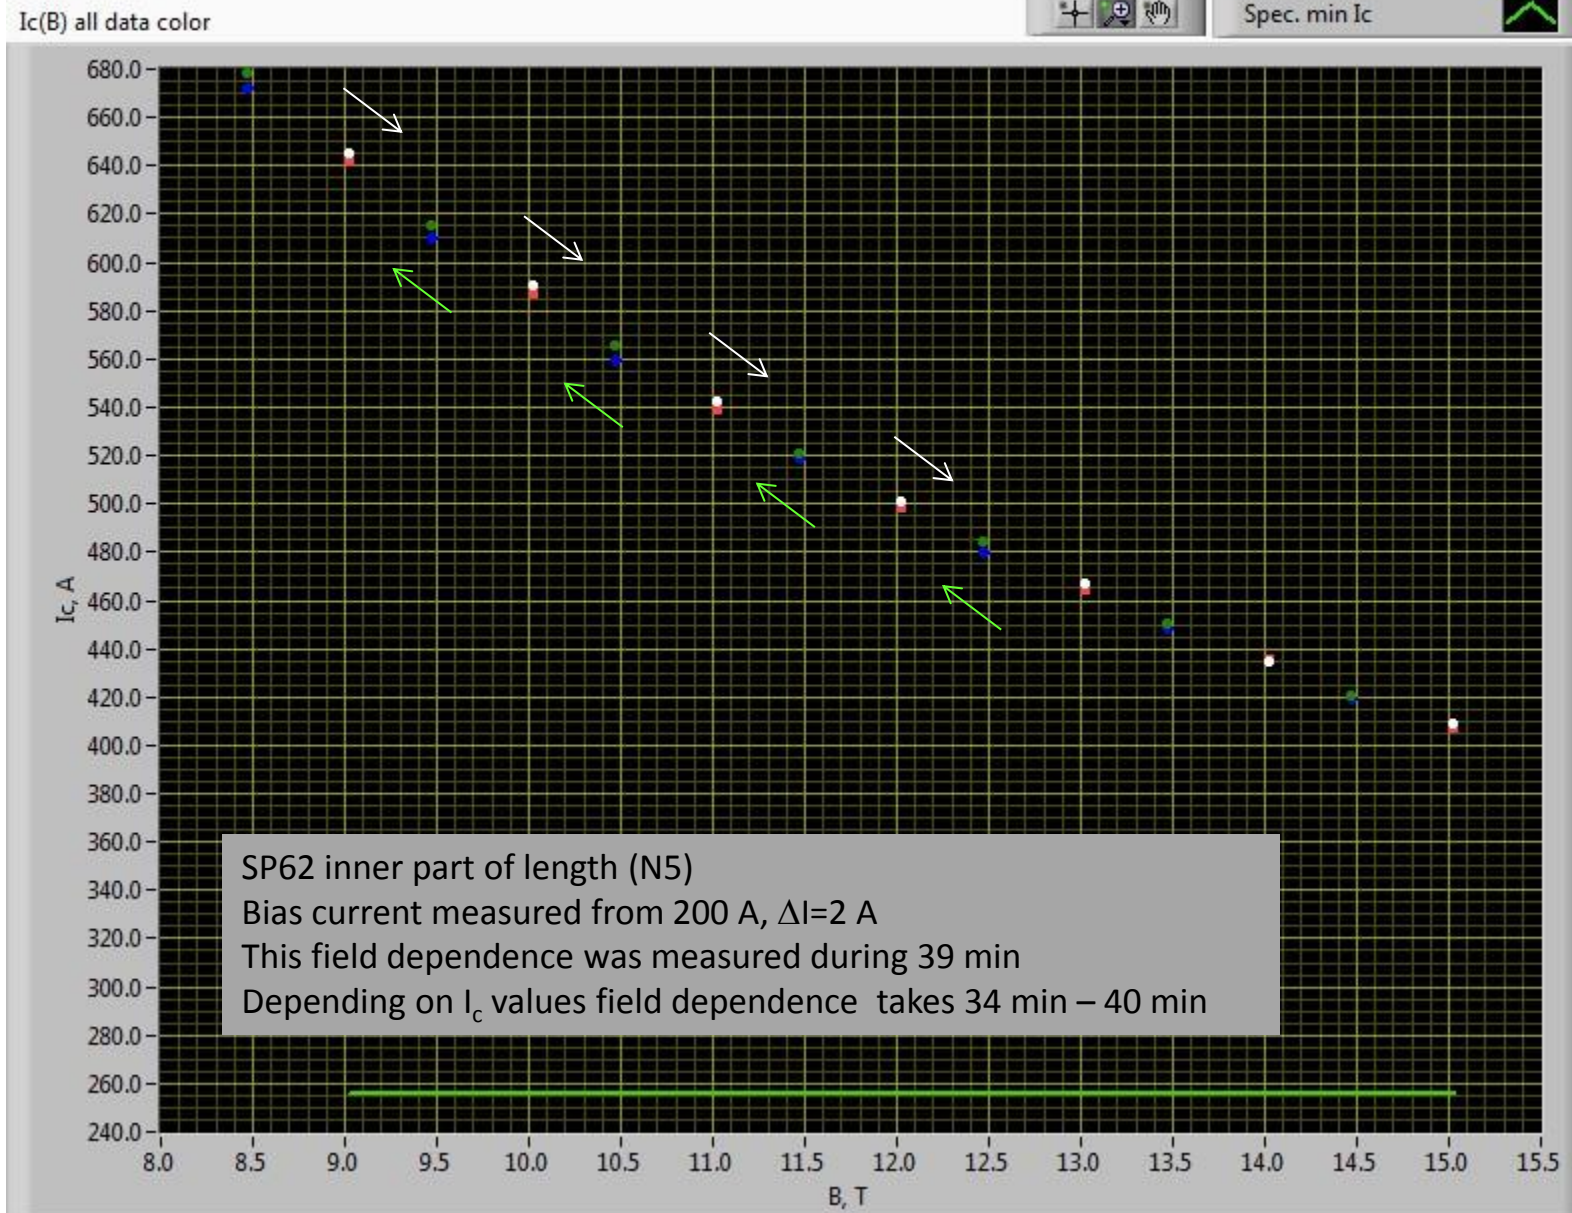 Ic(B) all data color
Spec. min Ic
680.0
660.0
640.0
620.0
600.0
580.0
560.0
540.0
520.0
500.0
480.0
460.0
440.0
420.0
400.0
380.0
360.0
340.0
320.0
300.0
280.0
260.0
240.0
Ic, A
SP62 inner part of length (N5)
Bias current measured from 200 A, ΔI=2 A
This field dependence was measured during 39 min
Depending on Ic values field dependence takes 34 min – 40 min
8.0 8.5 9.0 9.5 10.0 10.5 11.0 11.5 12.0 12.5 13.0 13.5 14.0 14.5 15.0 15.5
B, T